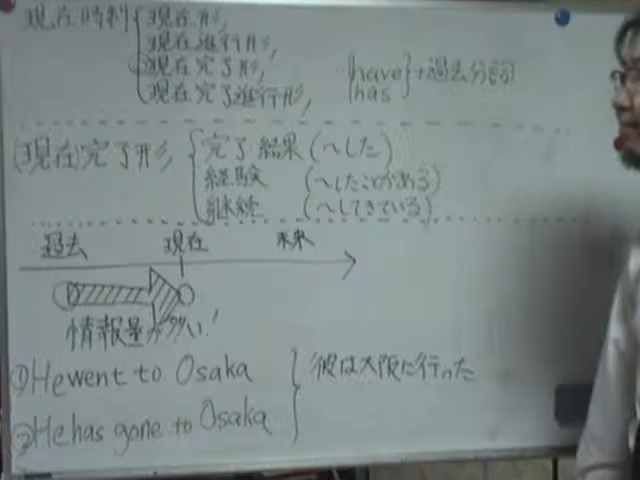 現在時制 現在形,
現在進行形,
現在完了形, have has +過去分詞
現在完了進行形,
(現在)完了形 完了 結果 (〜した)
経験 (〜したことがある)
継続 (〜してきている)
過去 現在 未来
情報量が多い!
①He went to Osaka 彼は大阪に行った
②He has gone to Osaka